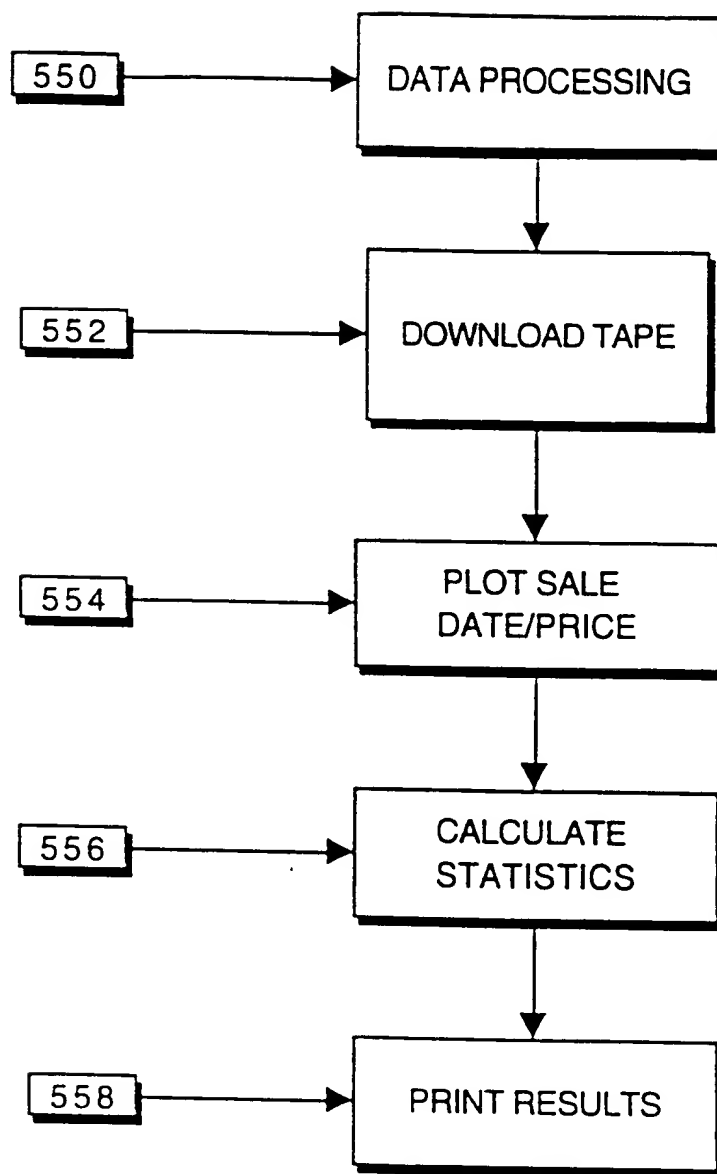 550
DATA PROCESSING
552
DOWNLOAD TAPE
554
PLOT SALE
DATE/PRICE
556
CALCULATE
STATISTICS
558
PRINT RESULTS